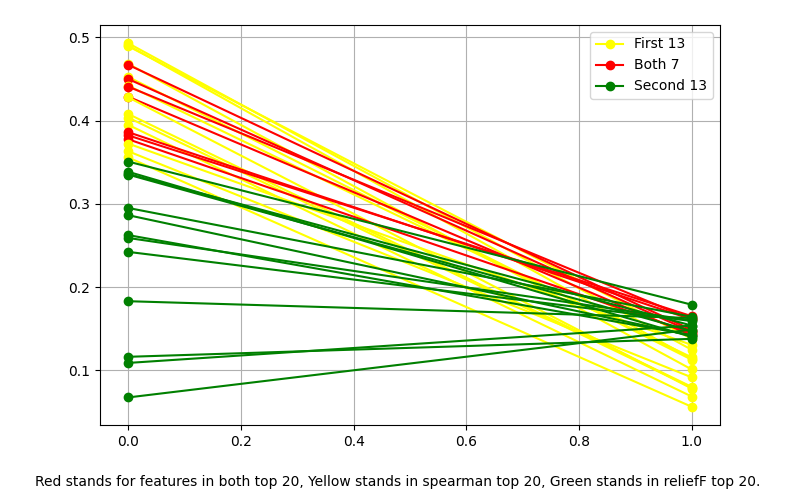 0.5
0.4
0.3
0.2
0.1
First 13
Both 7
Second 13
0.0 0.2 0.4 0.6 0.8 1.0
Red stands for features in both top 20, Yellow stands in spearman top 20, Green stands in reliefF top 20.